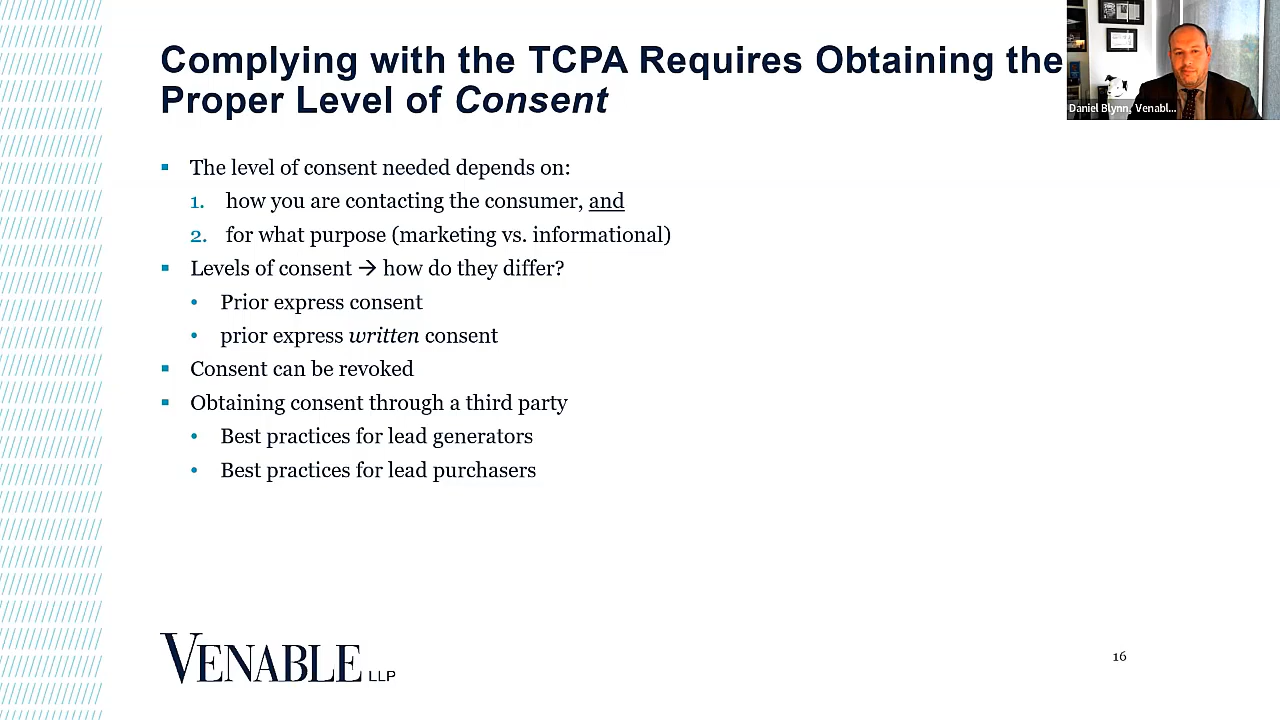 Complying with the TCPA Requires Obtaining the
Proper Level of Consent
Daniel Blynn, Venabl...
▪ The level of consent needed depends on:
1. how you are contacting the consumer, and
2. for what purpose (marketing vs. informational)
▪ Levels of consent → how do they differ?
• Prior express consent
• prior express written consent
▪ Consent can be revoked
▪ Obtaining consent through a third party
• Best practices for lead generators
• Best practices for lead purchasers
VENABLE LLP
16